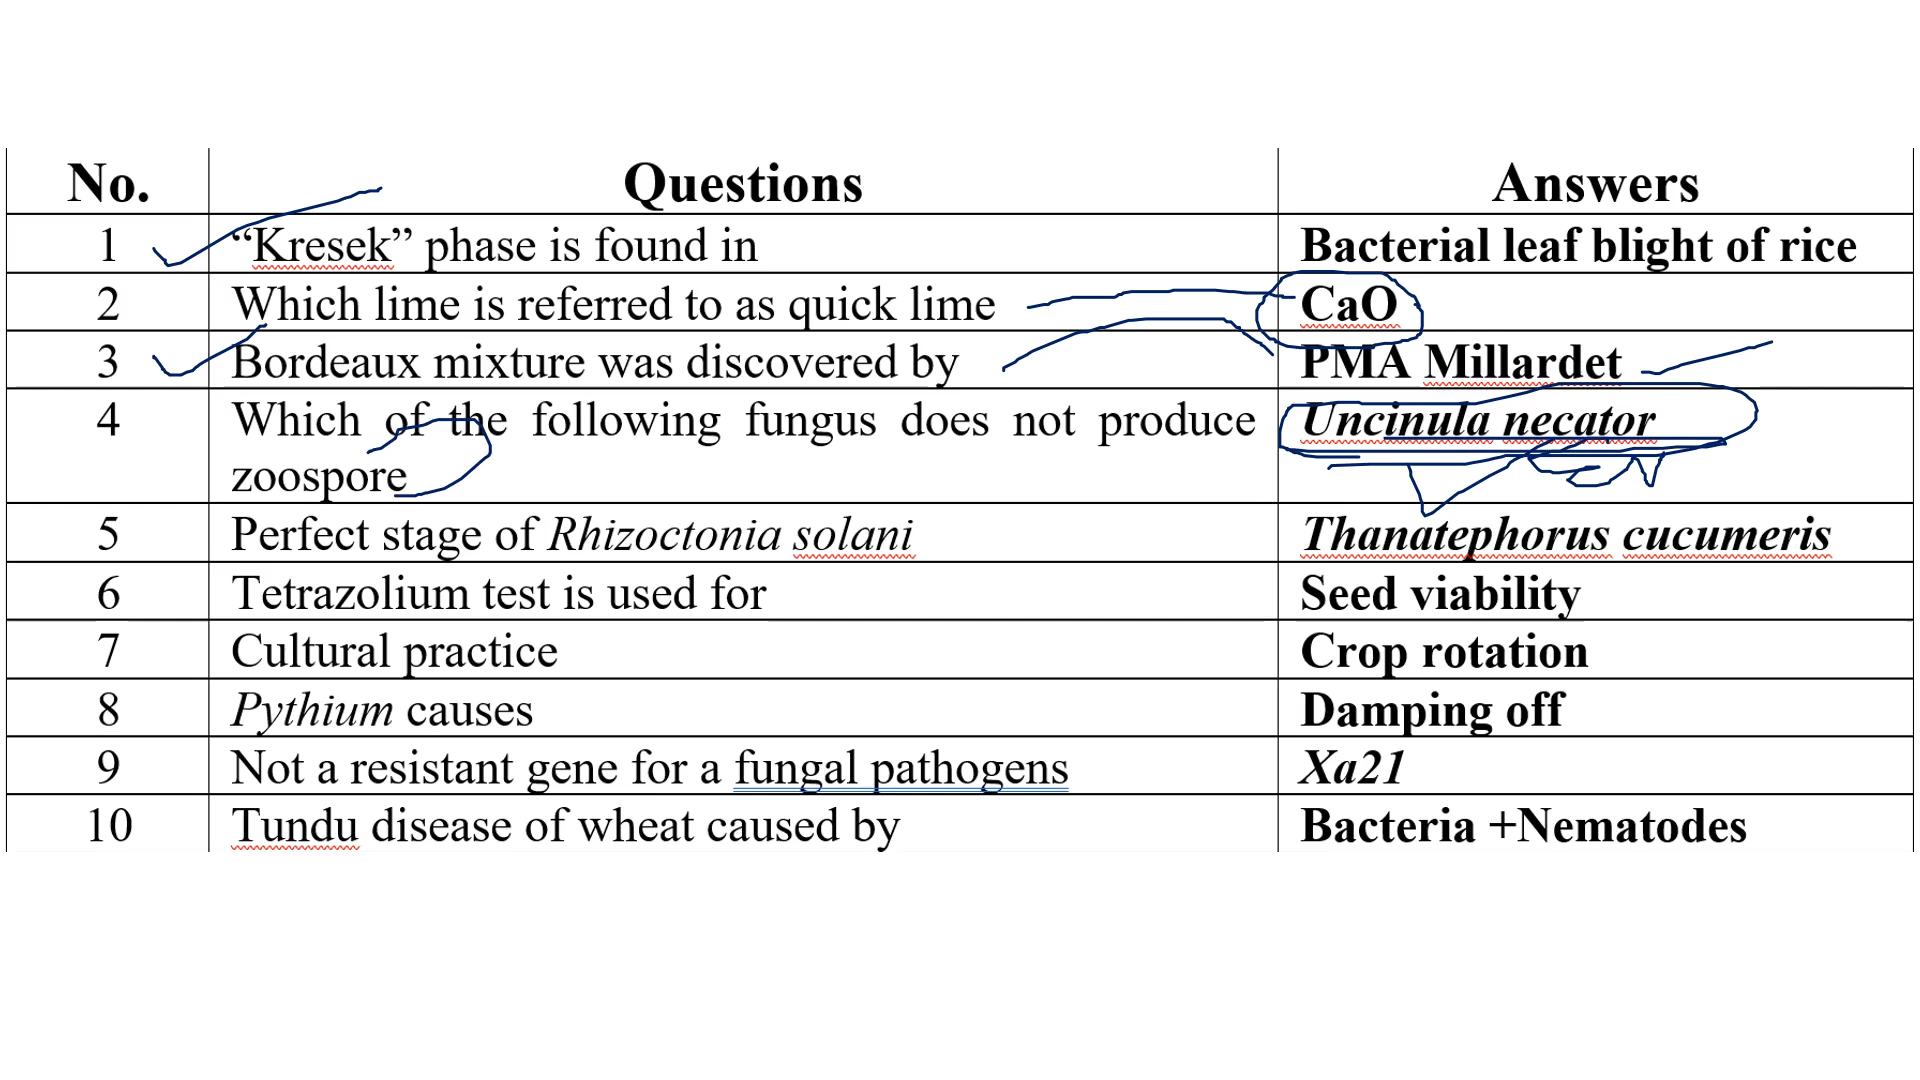 No. Questions Answers
1 “Kresek” phase is found in Bacterial leaf blight of rice
2 Which lime is referred to as quick lime CaO
3 Bordeaux mixture was discovered by PMA Millardet
4 Which of the following fungus does not produce Uncinula necator
zoospore
5 Perfect stage of Rhizoctonia solani Thanatephorus cucumeris
6 Tetrazolium test is used for Seed viability
7 Cultural practice Crop rotation
8 Pythium causes Damping off
9 Not a resistant gene for a fungal pathogens Xa21
10 Tundu disease of wheat caused by Bacteria +Nematodes